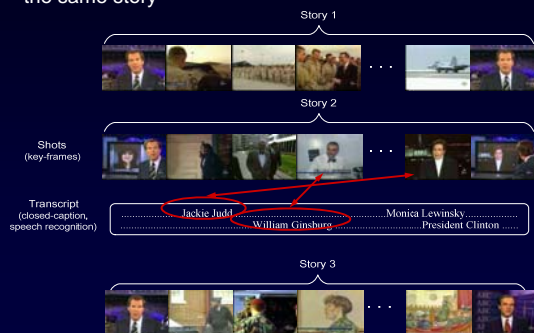 the same story
Story 1
. . .
Story 2
Shots
(key-frames)
. . .
Transcript
(closed-caption,
speech recognition)
....................Jackie Judd......................................................Monica Lewinsky.................
............................................William Ginsburg...............................President Clinton ......
Story 3
. . .
ABC